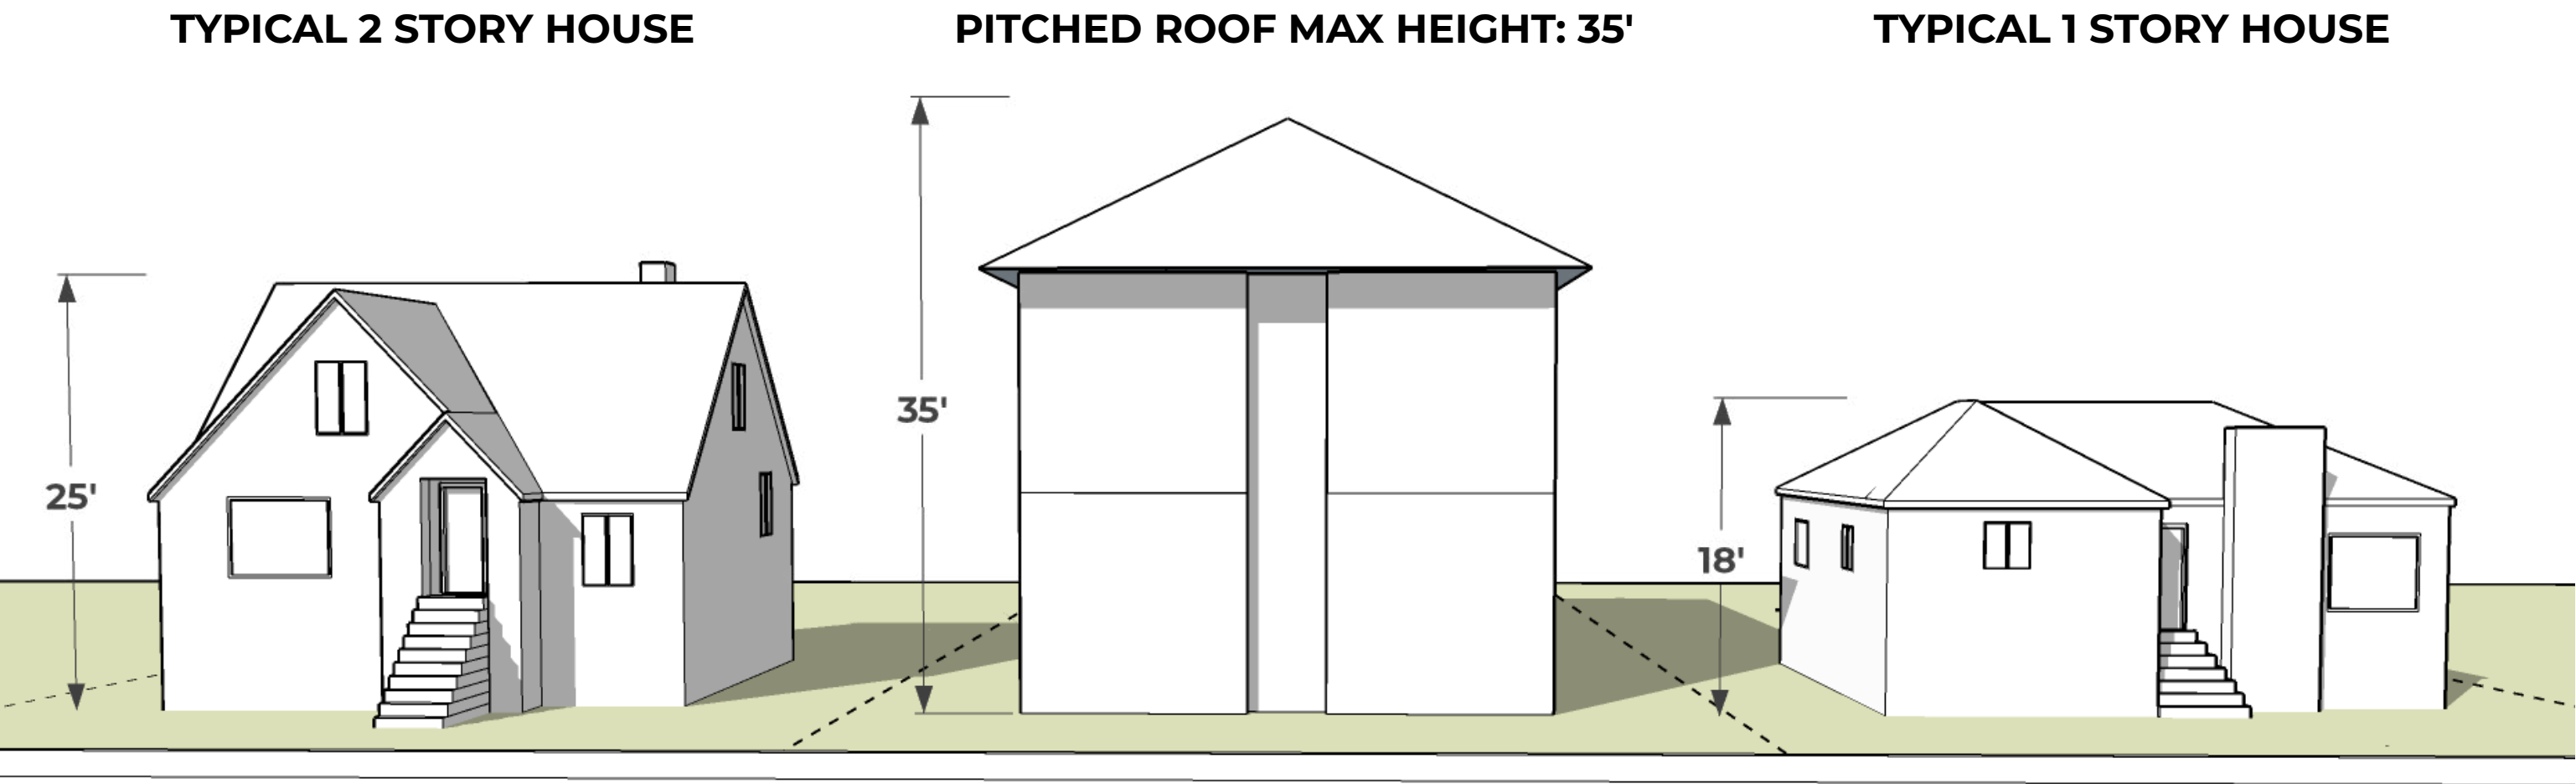 TYPICAL 2 STORY HOUSE
PITCHED ROOF MAX HEIGHT: 35'
TYPICAL 1 STORY HOUSE
25'
35'
18'